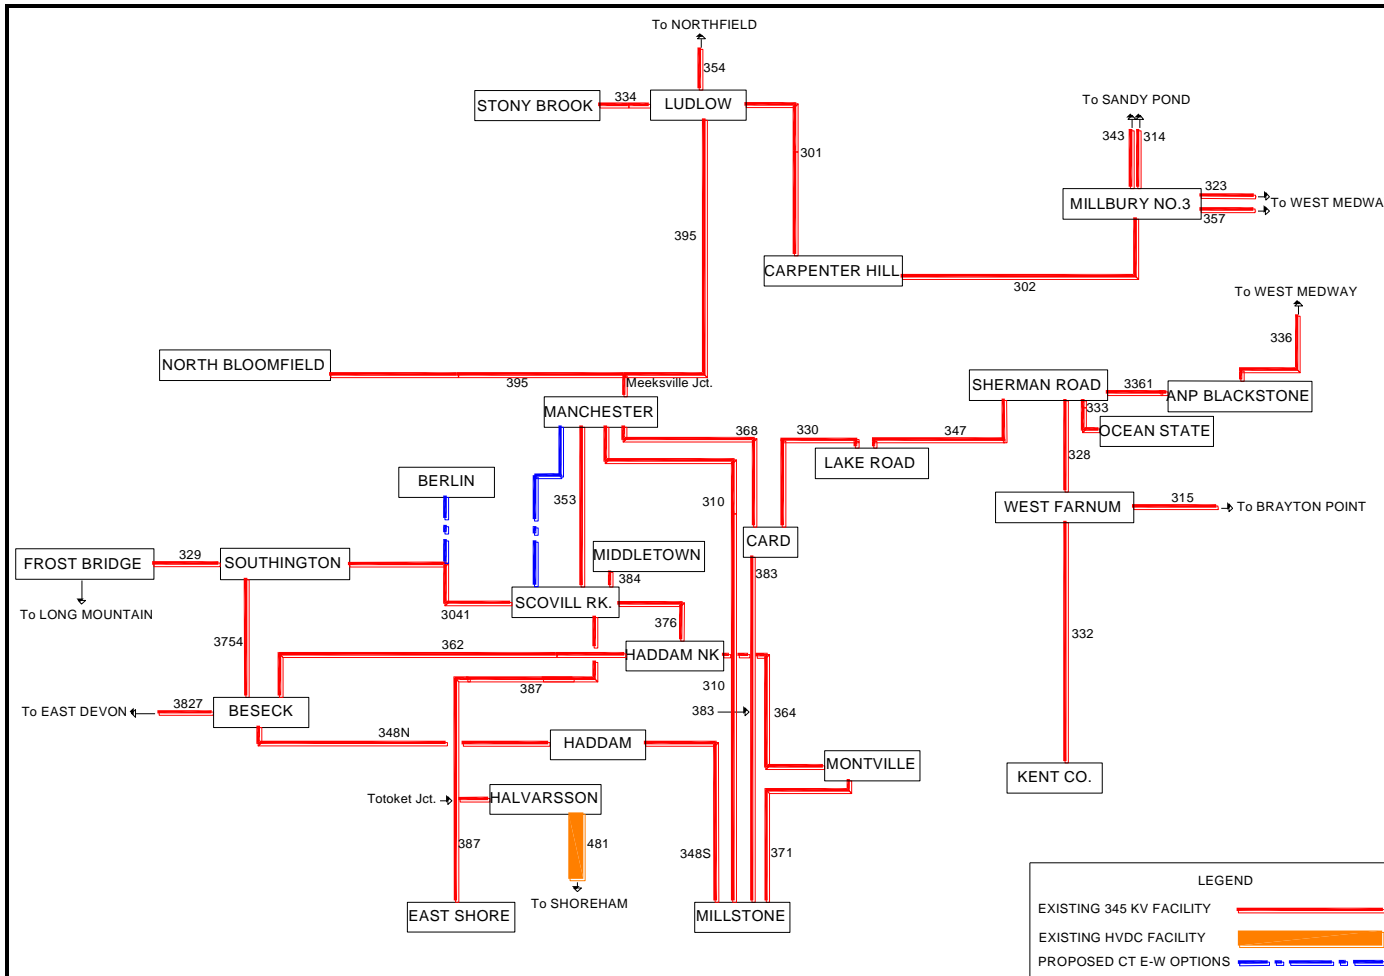 To NORTHFIELD
354
STONY BROOK
334
LUDLOW
To SANDY POND
343
314
301
323
MILLBURY NO.3
To WEST MEDWA
357
395
CARPENTER HILL
302
To WEST MEDWAY
336
NORTH BLOOMFIELD
395
Meeksville Jct.
SHERMAN ROAD
3361
ANP BLACKSTONE
MANCHESTER
333
OCEAN STATE
368
330
347
LAKE ROAD
328
BERLIN
353
310
WEST FARNUM
315
To BRAYTON POINT
CARD
FROST BRIDGE
329
SOUTHINGTON
MIDDLETOWN
384
383
To LONG MOUNTAIN
3041
SCOVILL RK.
376
3754
362
HADDAM NK
332
387
310
383
364
To EAST DEVON
3827
BESECK
348N
HADDAM
MONTVILLE
KENT CO.
Totoket Jct.
HALVARSSON
387
481
348S
371
To SHOREHAM
EAST SHORE
MILLSTONE
LEGEND
EXISTING 345 KV FACILITY
EXISTING HVDC FACILITY
PROPOSED CT E-W OPTIONS